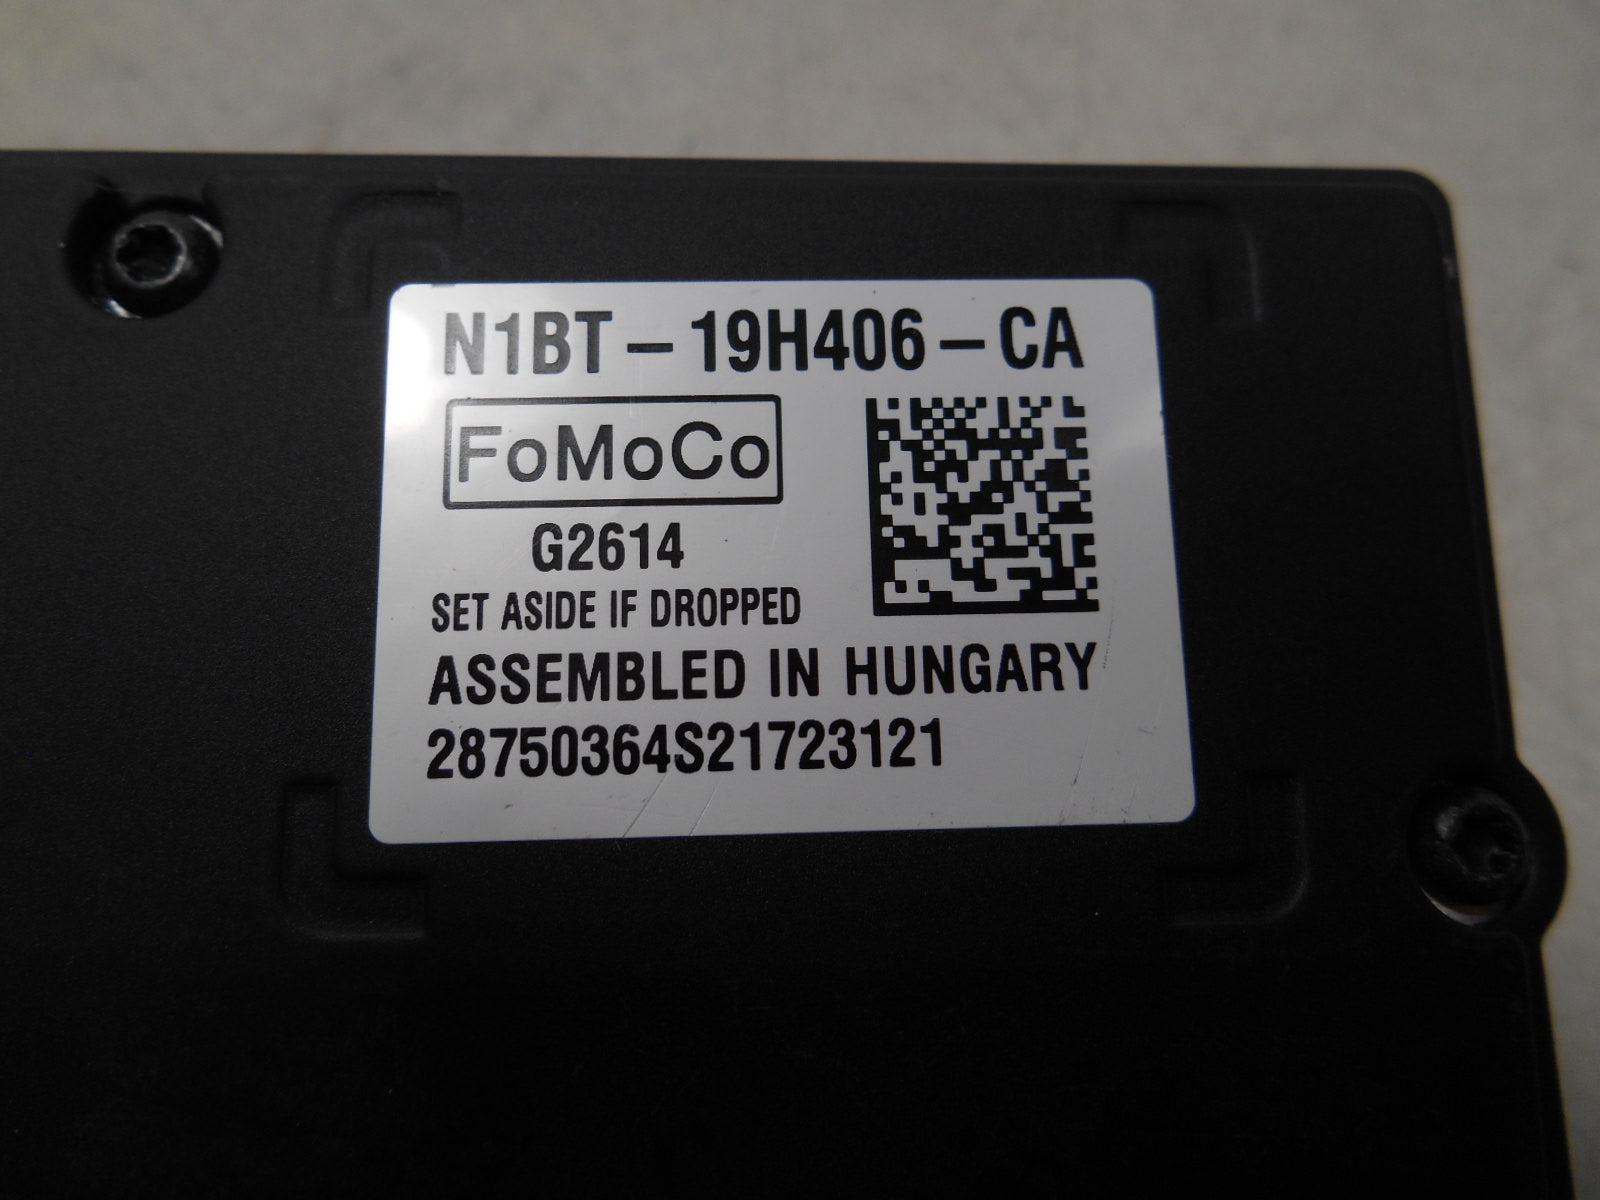 N1BT-19H406-CA
FoMoCo
G2614
SET ASIDE IF DROPPED
ASSEMBLED IN HUNGARY
28750364S21723121